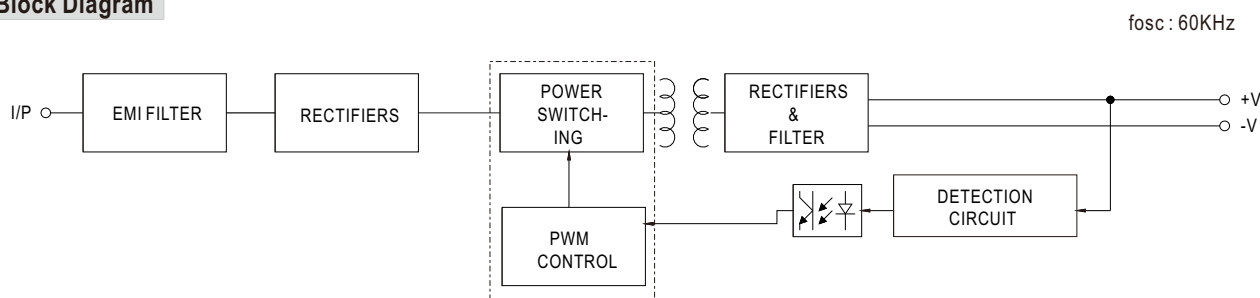 Block Diagram
fosc : 60KHz
I/P
EMI FILTER
RECTIFIERS
POWER
SWITCH-
ING
RECTIFIERS
&
FILTER
+V
-V
DETECTION
CIRCUIT
PWM
CONTROL